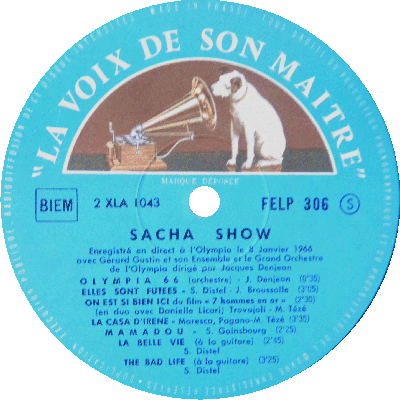 "LA VOIX DE SON MAITRE"
MARQUE DÉPOSÉE
BIEM
2 XLA 1043
FELP 306
S
SACHA SHOW
Enregistré en direct à l'Olympia le 8 Janvier 1966
avec Gérard Gustin et son Ensemble et le Grand Orchestre
de l'Olympia dirigé par Jacques Denjean
OLYMPIA 66 (orchestre) - J. Denjean (0'35)
ELLES SONT FUTEES - S. Distel - J. Broussolle (3'05)
ON EST SI BIEN ICI du film « 7 hommes en or » (2'30)
(en duo avec Danielle Licari) Trovajoli - M. Tézé
LA CASA D'IRENE - Maresca, Pagano - M. Tézé (3'35)
MAMADOU - S. Gainsbourg (2'25)
LA BELLE VIE (à la guitare) (2'45)
S. Distel
THE BAD LIFE (à la guitare) (3'25)
S. Distel